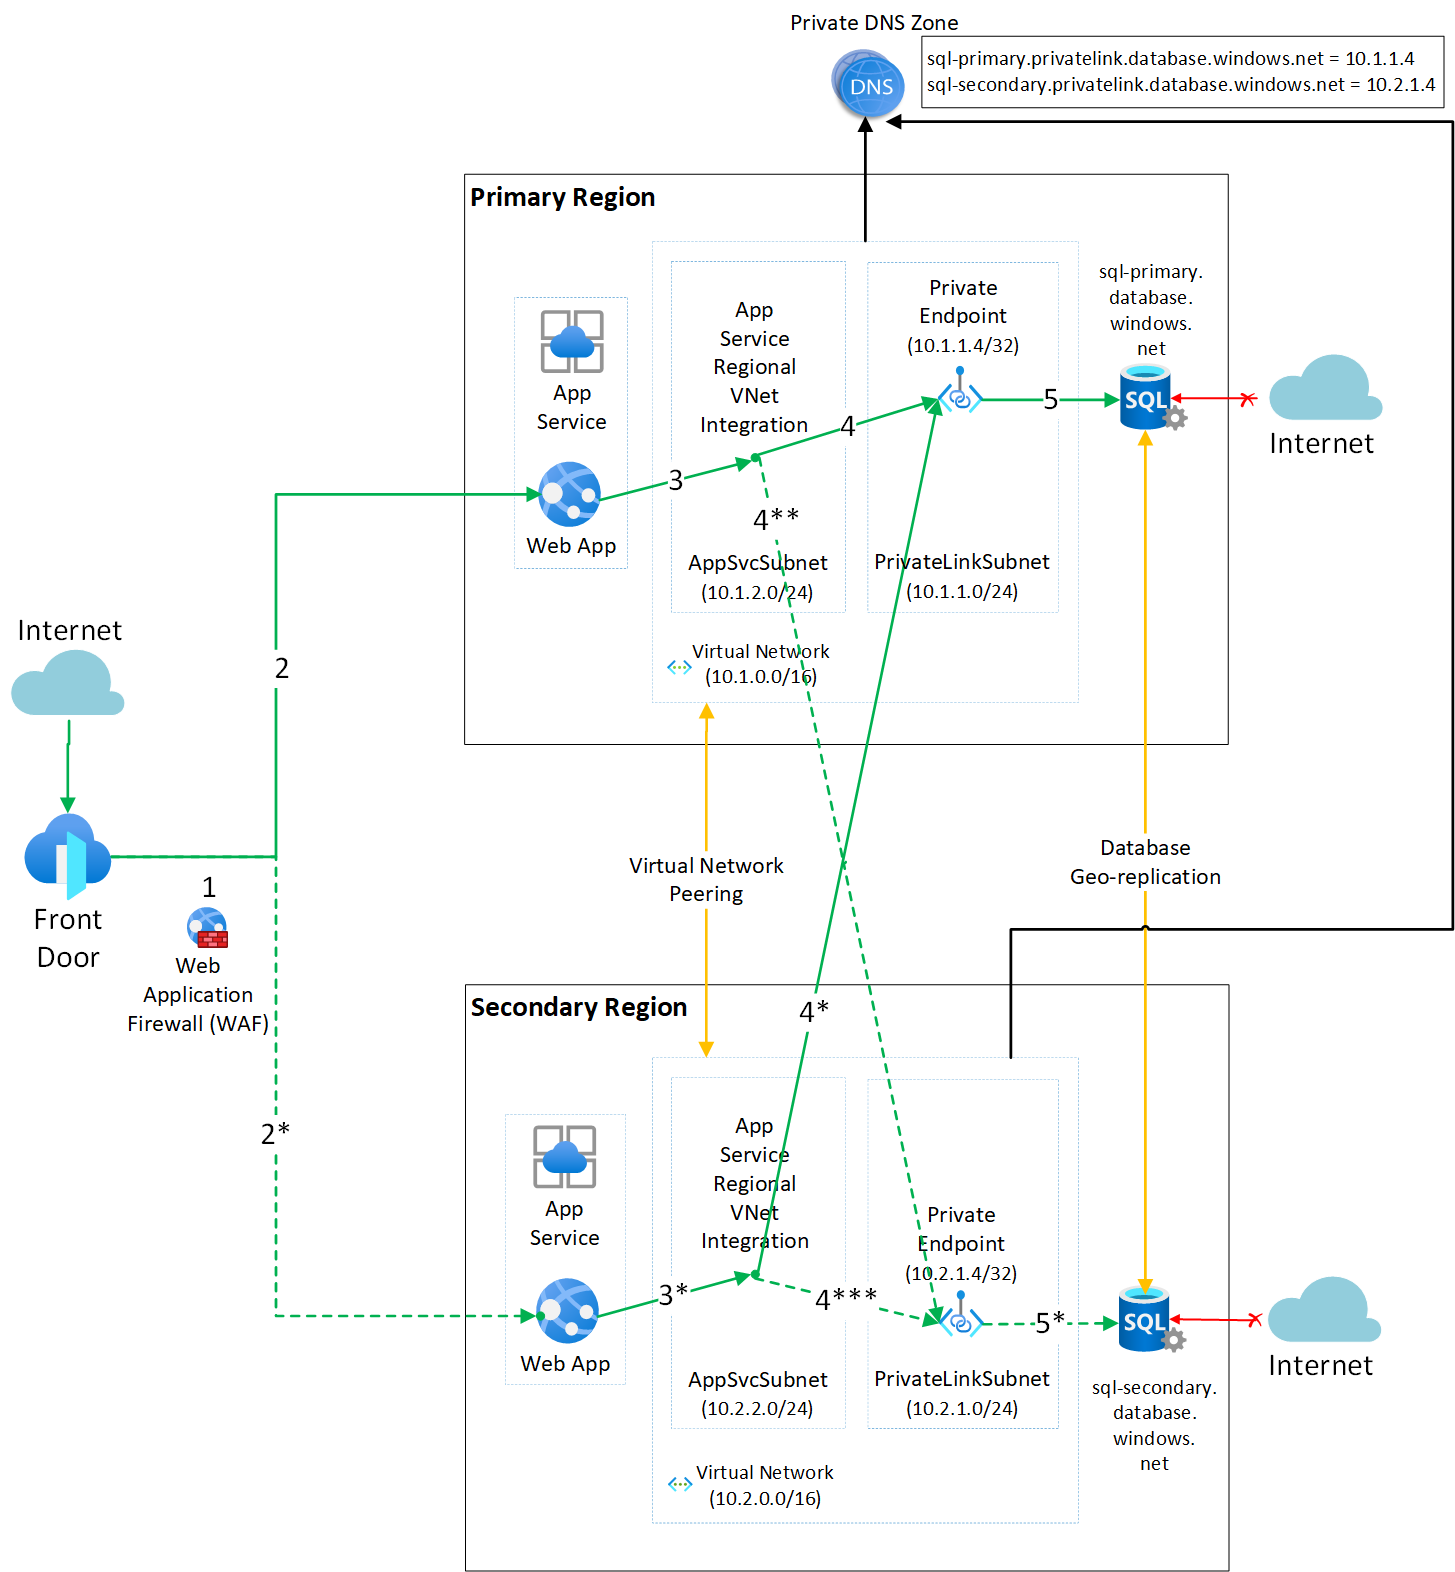 Private DNS Zone
DNS
sql-primary.privatelink.database.windows.net = 10.1.1.4
sql-secondary.privatelink.database.windows.net = 10.2.1.4
Primary Region
App
Service
Web App
3
App
Service
Regional
VNet
Integration
4
4**
AppSvcSubnet
(10.1.2.0/24)
Private
Endpoint
(10.1.1.4/32)
PrivateLinkSubnet
(10.1.1.0/24)
Virtual Network
(10.1.0.0/16)
5
sql-primary.
database.
windows.
net
SQL
Internet
Internet
2
Front
Door
1
Web
Application
Firewall (WAF)
2*
Virtual Network
Peering
Database
Geo-replication
Secondary Region
4*
App
Service
Web App
3*
App
Service
Regional
VNet
Integration
4***
AppSvcSubnet
(10.2.2.0/24)
Private
Endpoint
(10.2.1.4/32)
PrivateLinkSubnet
(10.2.1.0/24)
Virtual Network
(10.2.0.0/16)
5*
SQL
sql-secondary.
database.
windows.
net
Internet